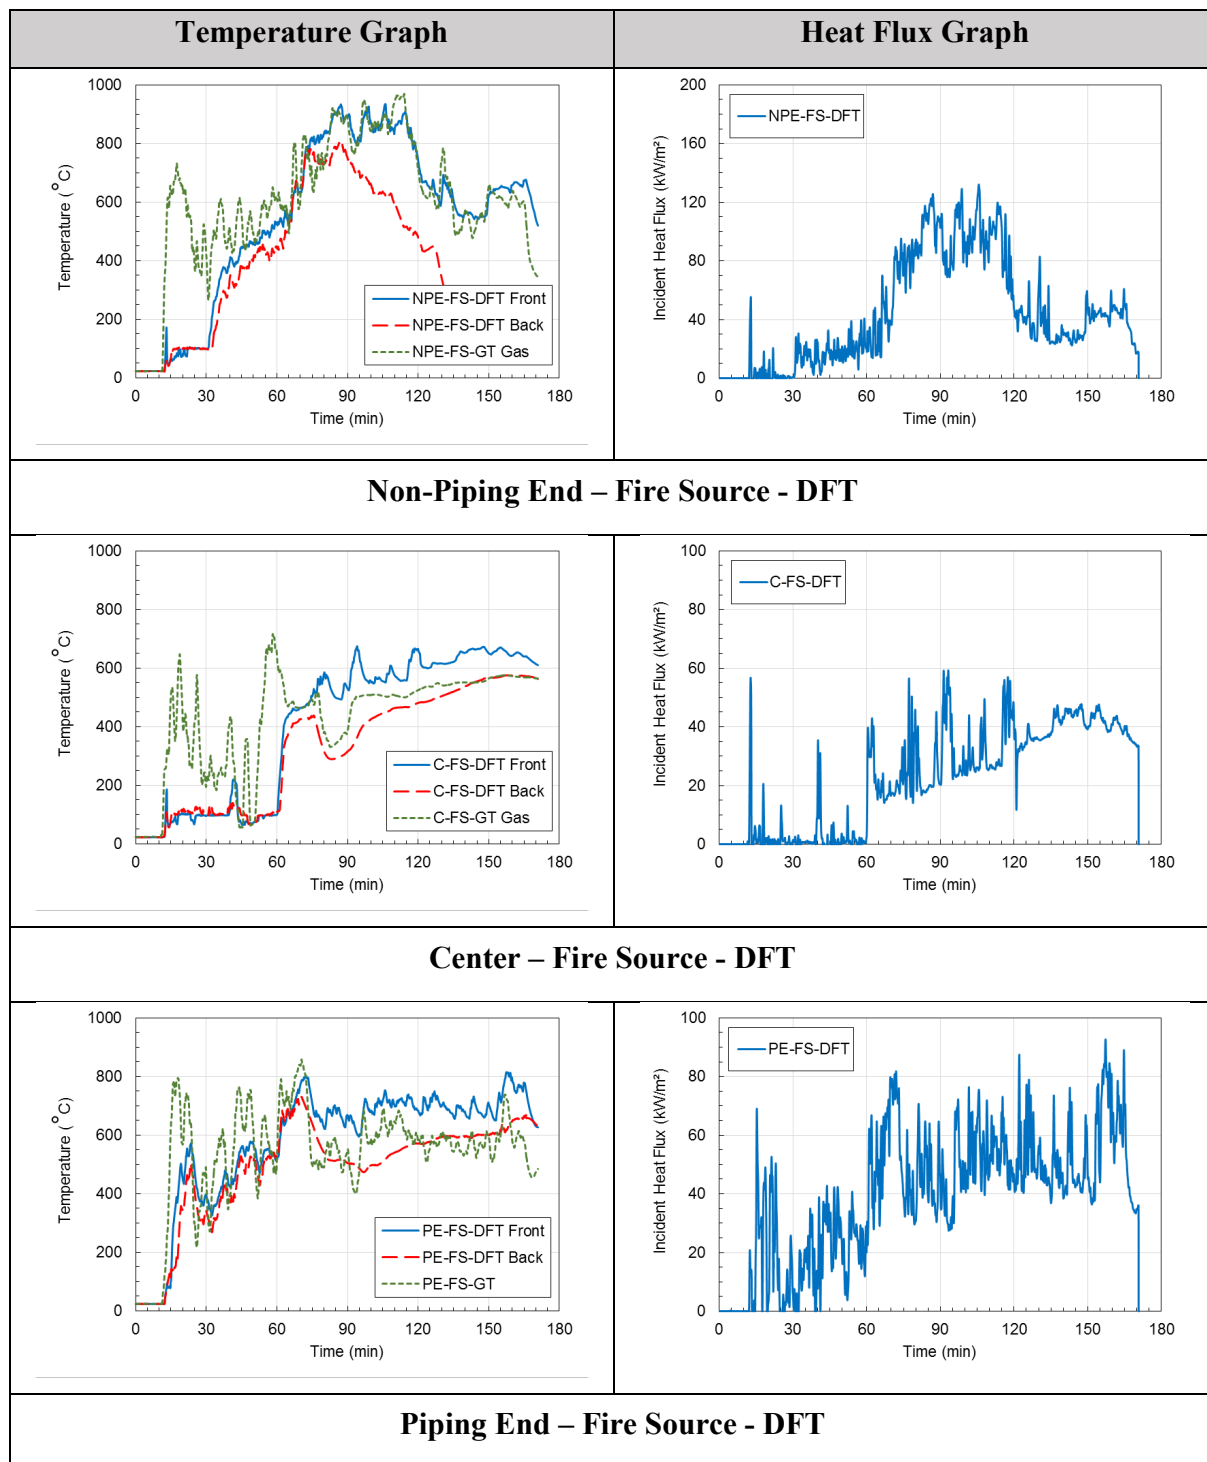 Temperature Graph
Heat Flux Graph
1000
800
600
400
200
0
Temperature (°C)
0 30 60 90 120 150 180
Time (min)
NPE-FS-DFT Front
NPE-FS-DFT Back
NPE-FS-GT Gas
200
160
120
80
40
0
Incident Heat Flux (kW/m²)
0 30 60 90 120 150 180
Time (min)
NPE-FS-DFT
Non-Piping End – Fire Source - DFT
1000
800
600
400
200
0
Temperature (°C)
0 30 60 90 120 150 180
Time (min)
C-FS-DFT Front
C-FS-DFT Back
C-FS-GT Gas
100
80
60
40
20
0
Incident Heat Flux (kW/m²)
0 30 60 90 120 150 180
Time (min)
C-FS-DFT
Center – Fire Source - DFT
1000
800
600
400
200
0
Temperature (°C)
0 30 60 90 120 150 180
Time (min)
PE-FS-DFT Front
PE-FS-DFT Back
PE-FS-GT
100
80
60
40
20
0
Incident Heat Flux (kW/m²)
0 30 60 90 120 150 180
Time (min)
PE-FS-DFT
Piping End – Fire Source - DFT